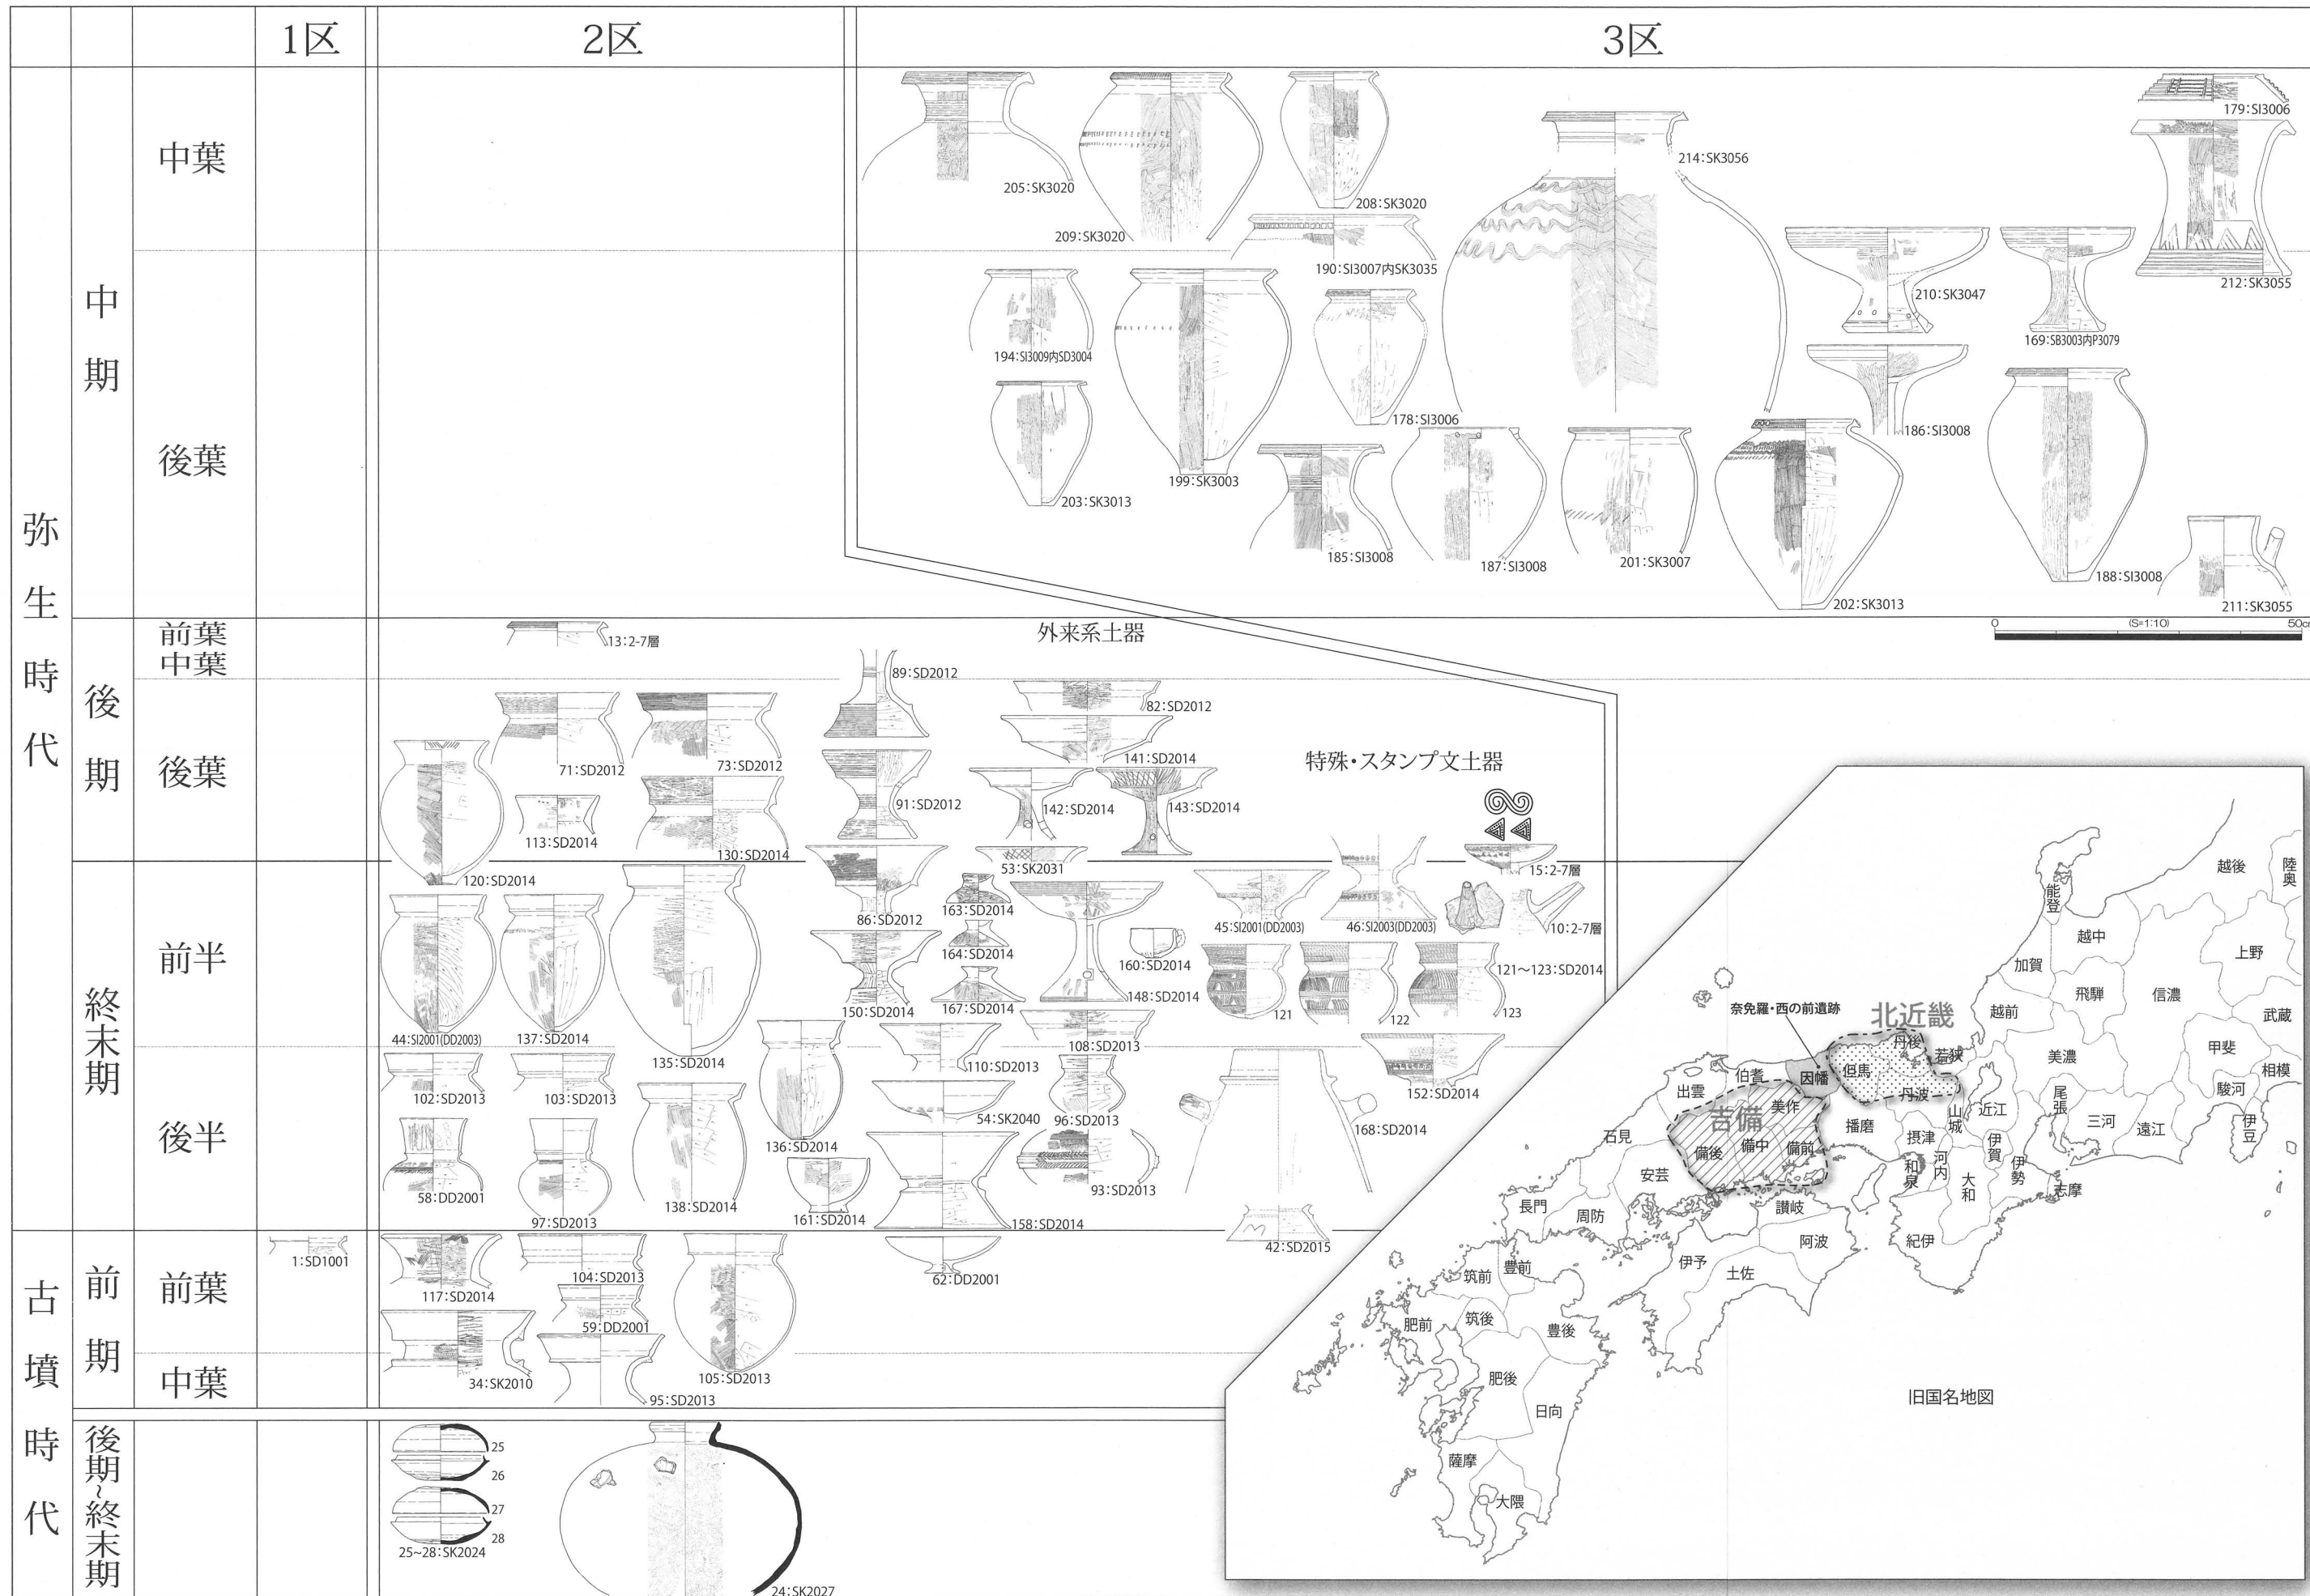 1区
2区
3区
弥生時代
中期
中葉
後葉
205:SK3020
209:SK3020
208:SK3020
190:SI3007内SK3035
214:SK3056
179:SI3006
212:SK3055
210:SK3047
169:SB3003内P3079
194:SI3009内SD3004
203:SK3013
199:SK3003
178:SI3006
185:SI3008
187:SI3008
201:SK3007
186:SI3008
202:SK3013
188:SI3008
211:SK3055
0 (S=1:10) 50cm
後期
前葉
中葉
後葉
13:2-7層
外来系土器
89:SD2012
82:SD2012
71:SD2012
73:SD2012
141:SD2014
特殊・スタンプ文土器
91:SD2012
142:SD2014
143:SD2014
113:SD2014
130:SD2014
120:SD2014
53:SK2031
15:2-7層
終末期
前半
後半
86:SD2012
163:SD2014
45:SI2001(DD2003)
46:SI2003(DD2003)
10:2-7層
164:SD2014
160:SD2014
121~123:SD2014
148:SD2014
150:SD2014
167:SD2014
121
122
123
44:SI2001(DD2003)
137:SD2014
135:SD2014
108:SD2013
110:SD2013
102:SD2013
103:SD2013
152:SD2014
54:SK2040
96:SD2013
168:SD2014
136:SD2014
93:SD2013
58:DD2001
97:SD2013
138:SD2014
161:SD2014
158:SD2014
42:SD2015
古墳時代
前期
前葉
中葉
1:SD1001
117:SD2014
104:SD2013
62:DD2001
59:DD2001
34:SK2010
95:SD2013
105:SD2013
後期~終末期
25
26
27
28
25~28:SK2024
24:SK2027
奈免羅・西の前遺跡
北近畿
吉備
旧国名地図
陸奥
越後
能登
越中
加賀
上野
飛騨
信濃
越前
武蔵
丹後
若狭
美濃
甲斐
相模
但馬
因幡
伯耆
出雲
丹波
美作
山城
近江
尾張
駿河
伊豆
三河
遠江
石見
播磨
摂津
伊賀
伊勢
備後
備中
備前
和泉
河内
大和
志摩
安芸
長門
周防
讃岐
阿波
紀伊
伊予
土佐
筑前
豊前
肥前
筑後
豊後
肥後
日向
薩摩
大隈